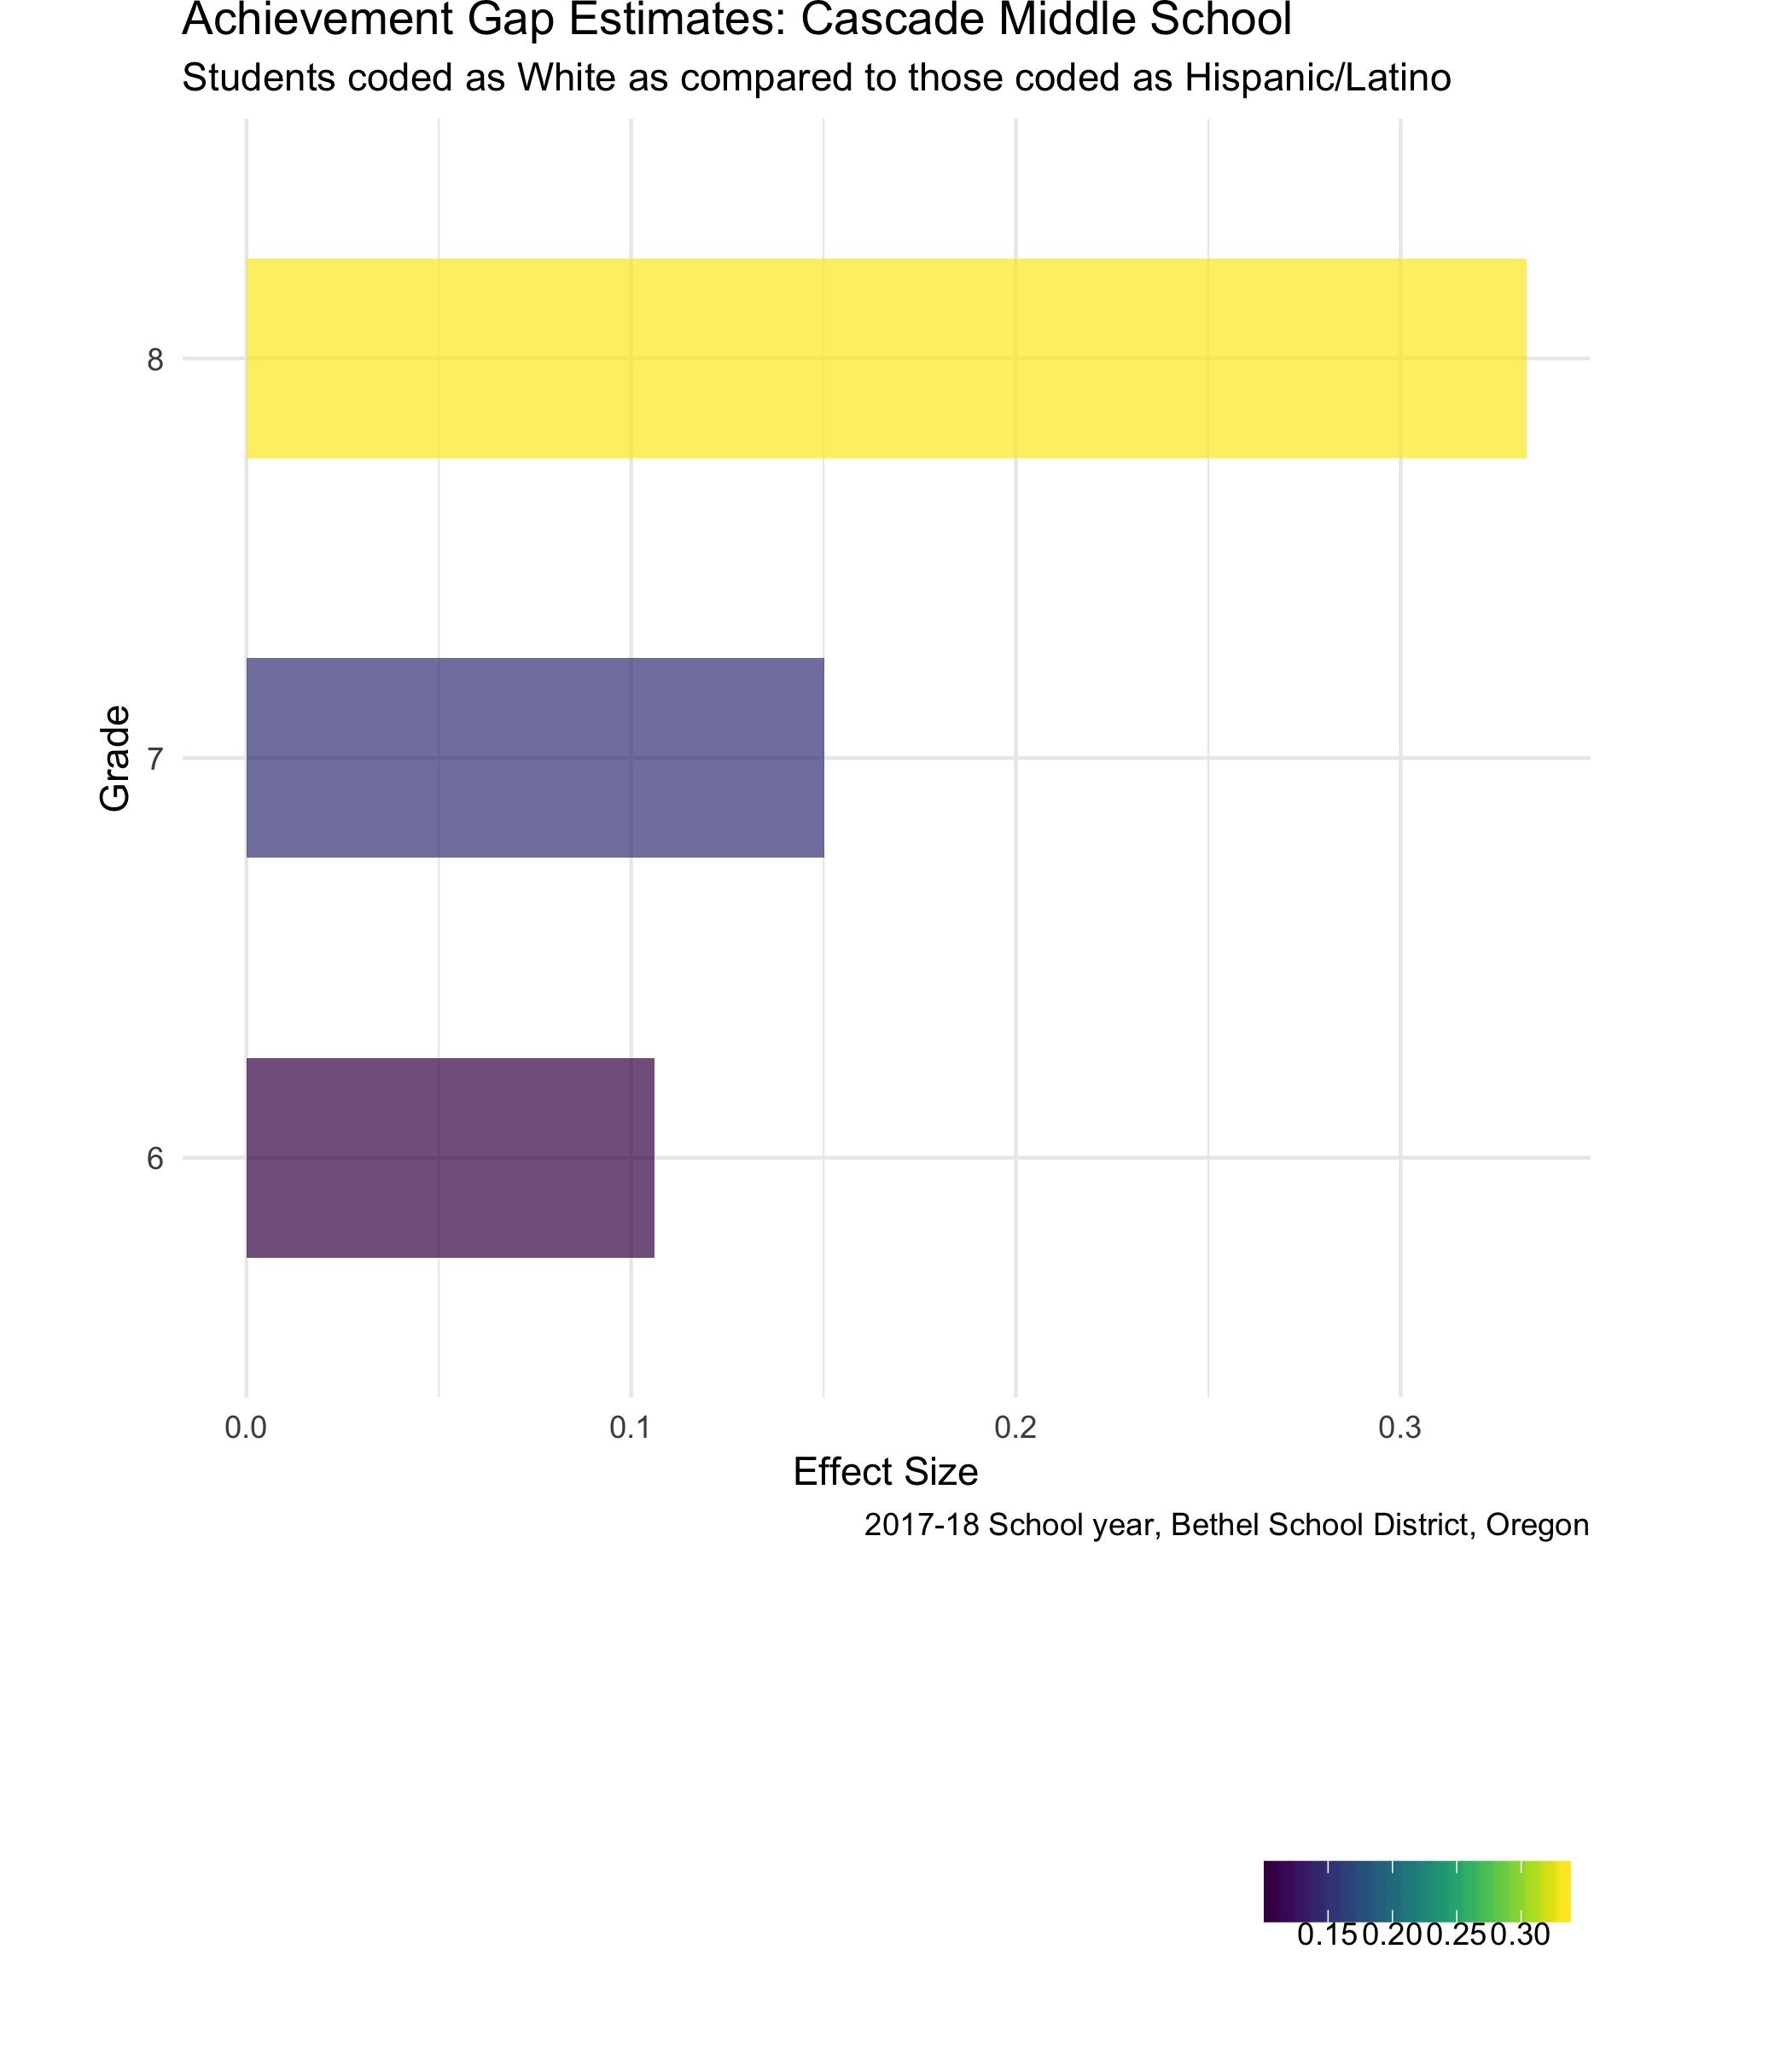 Achievement Gap Estimates: Cascade Middle School
Students coded as White as compared to those coded as Hispanic/Latino
8
7
6
Grade
0.0 0.1 0.2 0.3
Effect Size
2017-18 School year, Bethel School District, Oregon
0.15 0.20 0.25 0.30